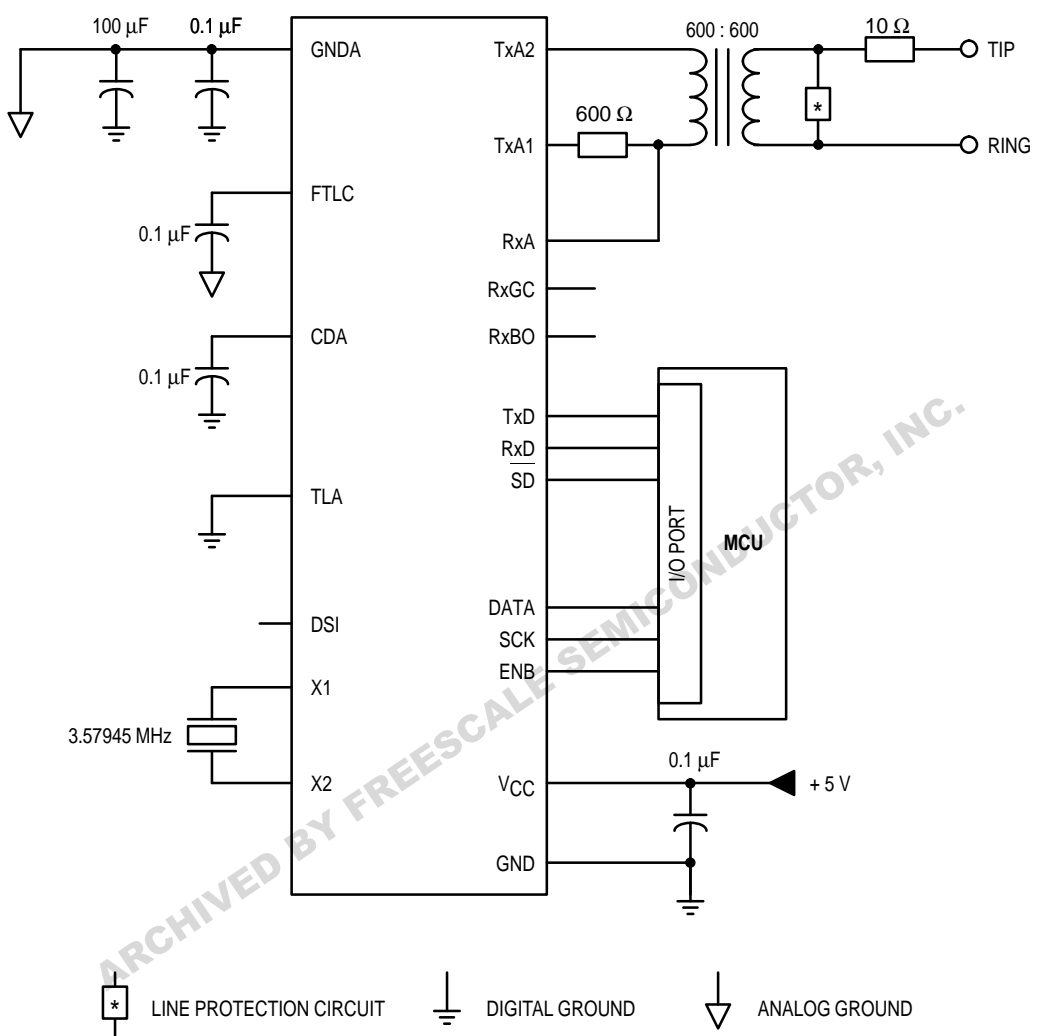 100 µF
0.1 µF
GNDA
TxA2
600 : 600
10 Ω
TIP
600 Ω
TxA1
*
RING
FTLC
0.1 µF
RxA
RxGC
CDA
RxBO
0.1 µF
TxD
RxD
SD
TLA
I/O PORT
MCU
DATA
DSI
SCK
ENB
X1
3.57945 MHz
0.1 µF
X2
VCC
+ 5 V
GND
ARCHIVED BY FREESCALE SEMICONDUCTOR, INC.
* LINE PROTECTION CIRCUIT
DIGITAL GROUND
ANALOG GROUND